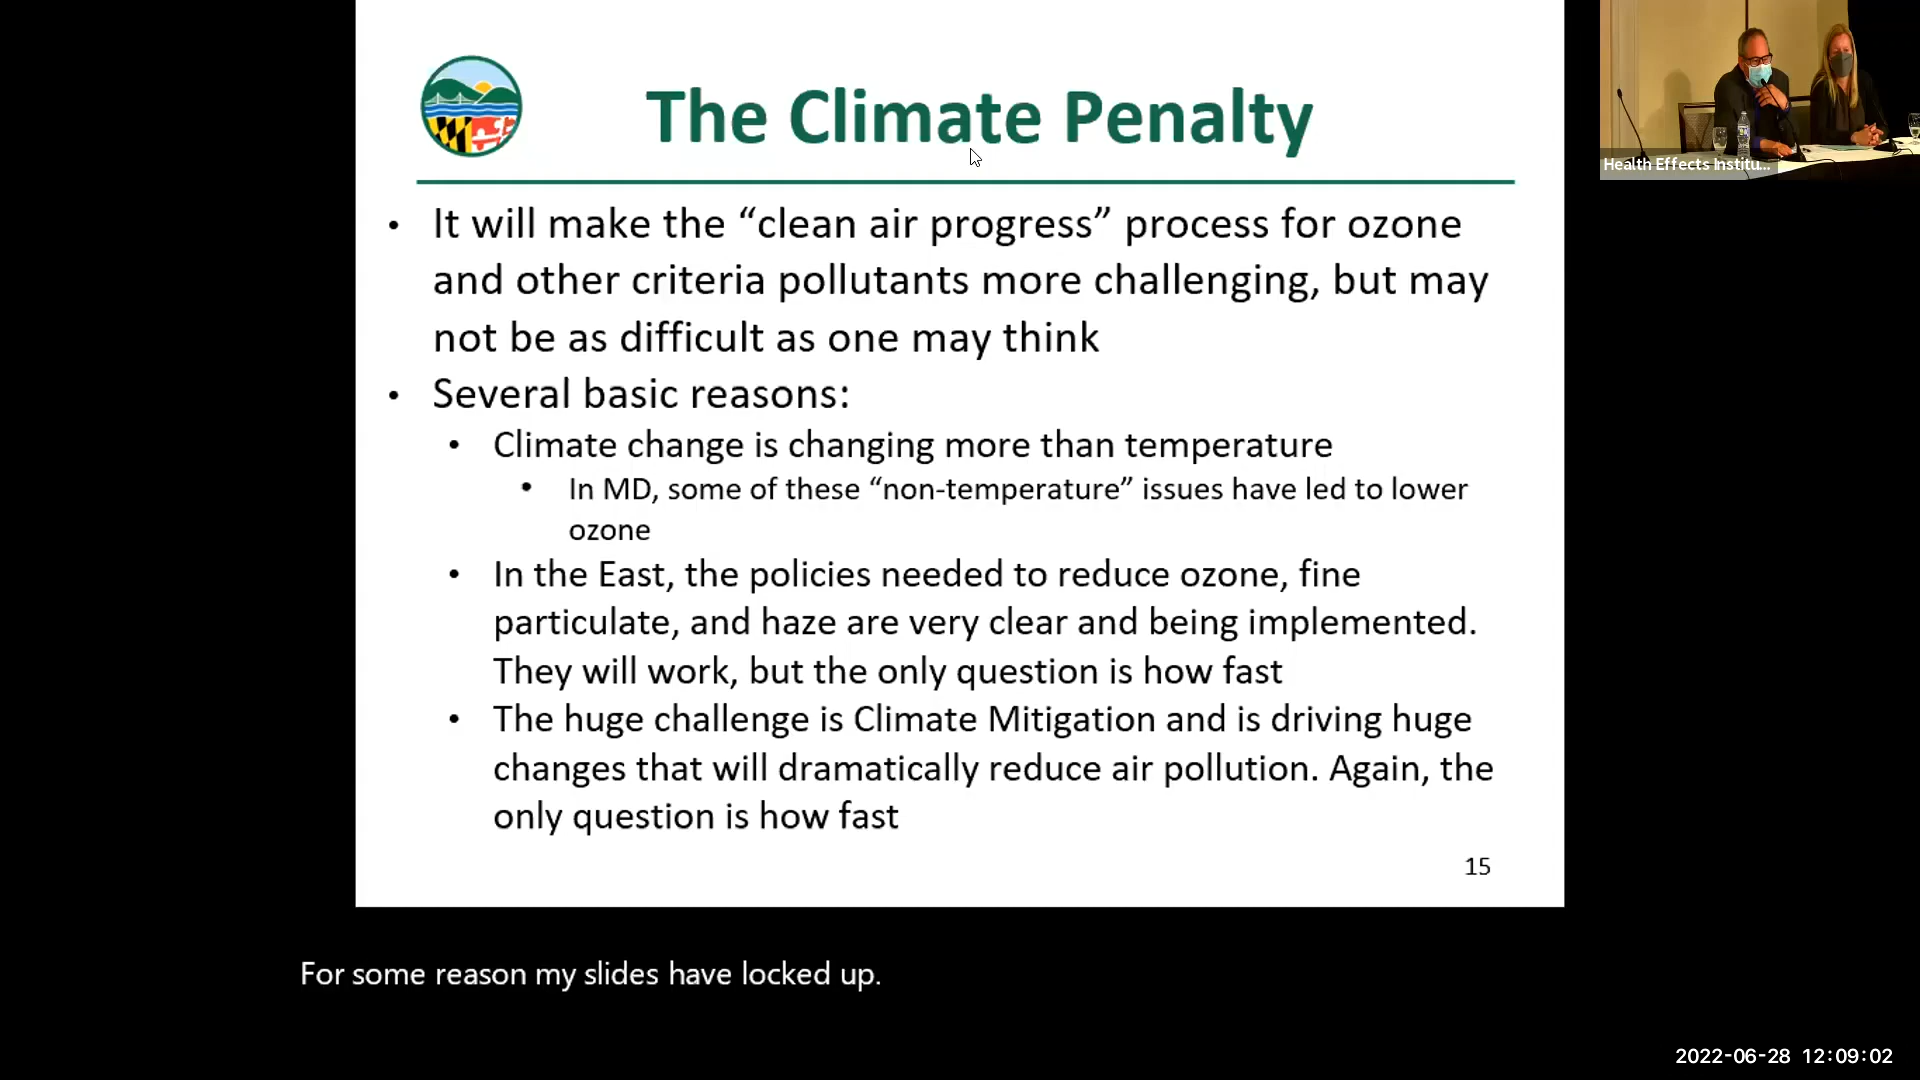 The Climate Penalty
Health Effects Institu...
• It will make the “clean air progress” process for ozone
and other criteria pollutants more challenging, but may
not be as difficult as one may think
• Several basic reasons:
• Climate change is changing more than temperature
• In MD, some of these “non-temperature” issues have led to lower
ozone
• In the East, the policies needed to reduce ozone, fine
particulate, and haze are very clear and being implemented.
They will work, but the only question is how fast
• The huge challenge is Climate Mitigation and is driving huge
changes that will dramatically reduce air pollution. Again, the
only question is how fast
15
For some reason my slides have locked up.
2022-06-28 12:09:02